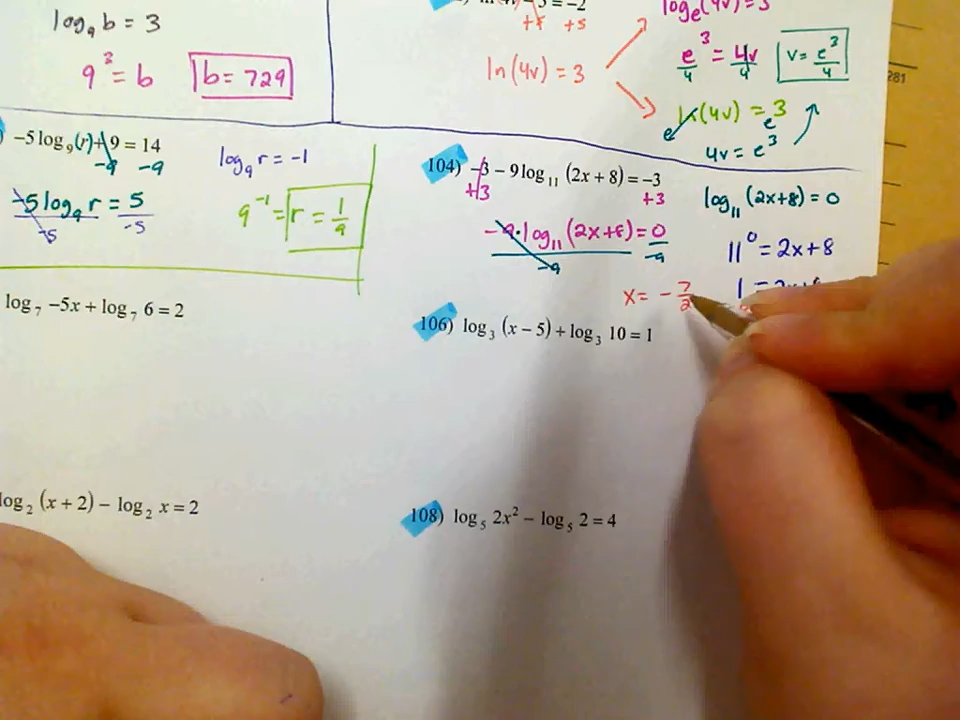 log₉ b = 3
9³ = b
b = 729
= -2
+5
ln(4v) = 3
logₑ(4v) = 3
e³/4 = 4v/4
v = e³/4
ln(4v) = 3
e
e
4v = e³
281
-5 log₉ (r) + 9 = 14
-9 -9
-5 log₉ r = 5
-5 -5
log₉ r = -1
9⁻¹ = r = 1/9
104) -3 - 9 log₁₁ (2x + 8) = -3
+3 +3
-9 · log₁₁ (2x+8) = 0
-9 -9
log₁₁ (2x+8) = 0
11⁰ = 2x + 8
x = - 7/2
log₇ -5x + log₇ 6 = 2
106) log₃ (x - 5) + log₃ 10 = 1
log₂ (x + 2) - log₂ x = 2
108) log₅ 2x² - log₅ 2 = 4